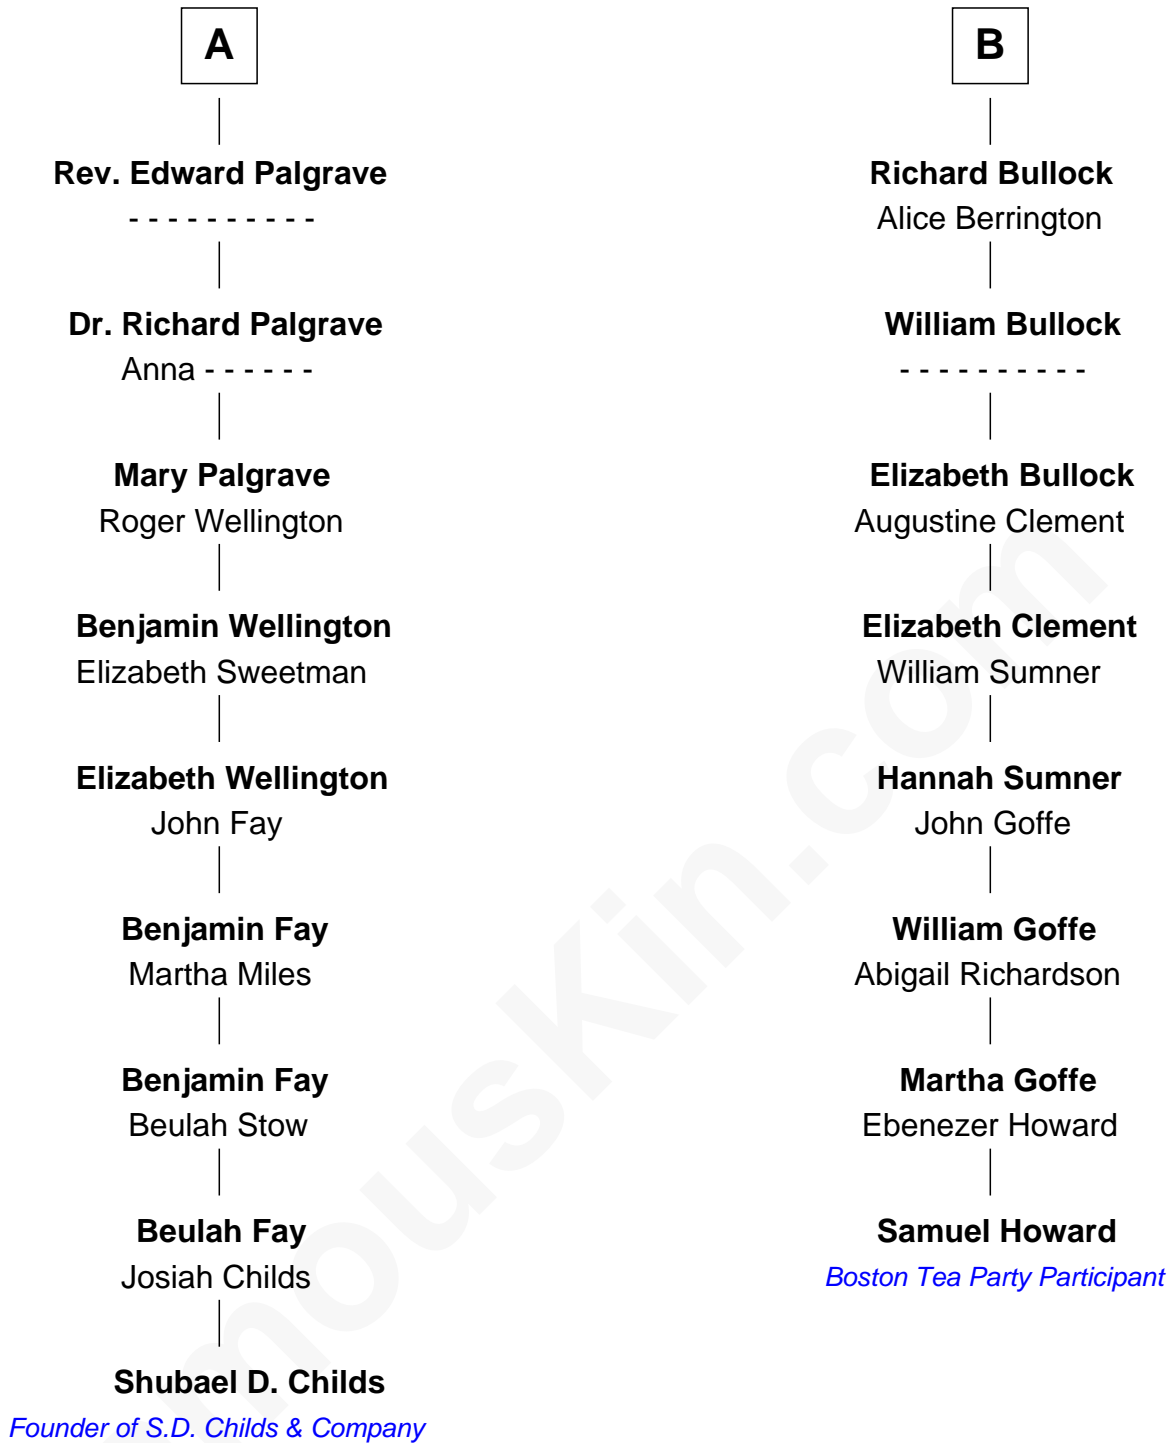 A
Rev. Edward Palgrave
- - - - - - - - - -
Dr. Richard Palgrave
Anna - - - - - -
Mary Palgrave
Roger Wellington
Benjamin Wellington
Elizabeth Sweetman
Elizabeth Wellington
John Fay
Benjamin Fay
Martha Miles
Benjamin Fay
Beulah Stow
Beulah Fay
Josiah Childs
Shubael D. Childs
Founder of S.D. Childs & Company
B
Richard Bullock
Alice Berrington
William Bullock
- - - - - - - - - -
Elizabeth Bullock
Augustine Clement
Elizabeth Clement
William Sumner
Hannah Sumner
John Goffe
William Goffe
Abigail Richardson
Martha Goffe
Ebenezer Howard
Samuel Howard
Boston Tea Party Participant
mousKin.com